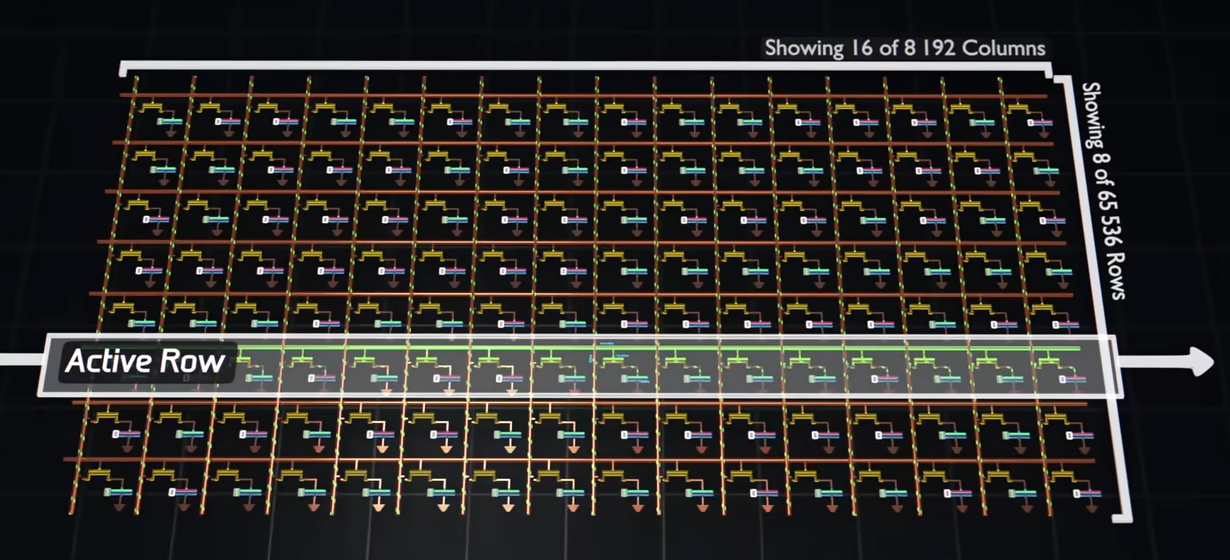 Showing 16 of 8 192 Columns
Showing 8 of 65 536 Rows
Active Row